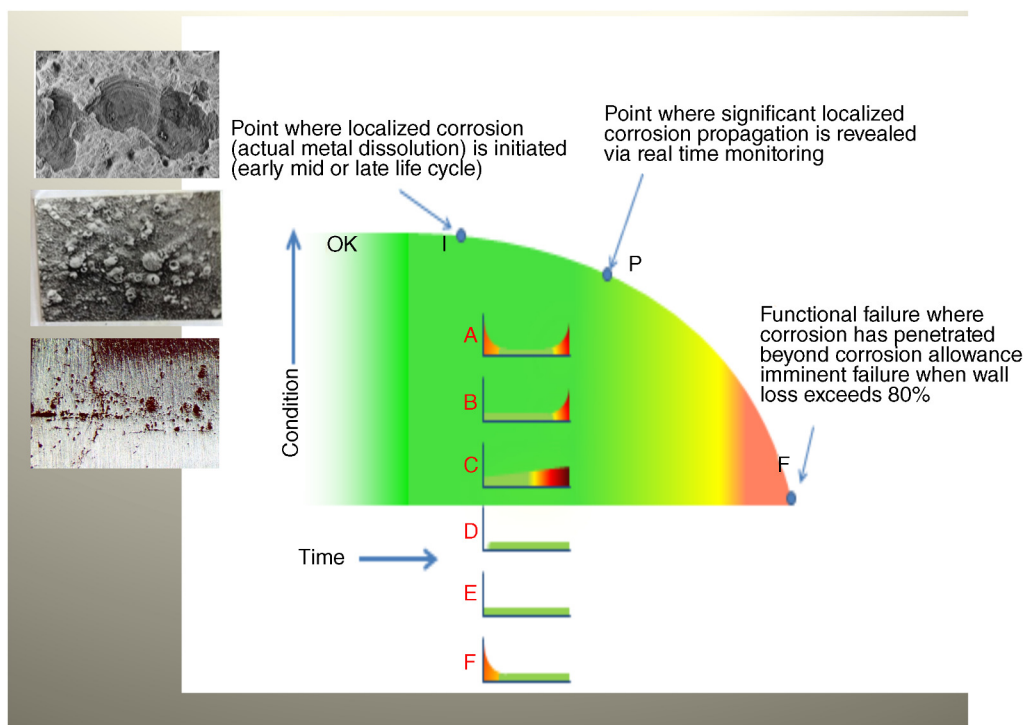 Point where localized corrosion
(actual metal dissolution) is initiated
(early mid or late life cycle)
Point where significant localized
corrosion propagation is revealed
via real time monitoring
OK
I
P
Functional failure where
corrosion has penetrated
beyond corrosion allowance
imminent failure when wall
loss exceeds 80%
F
Condition
A
B
C
D
E
F
Time